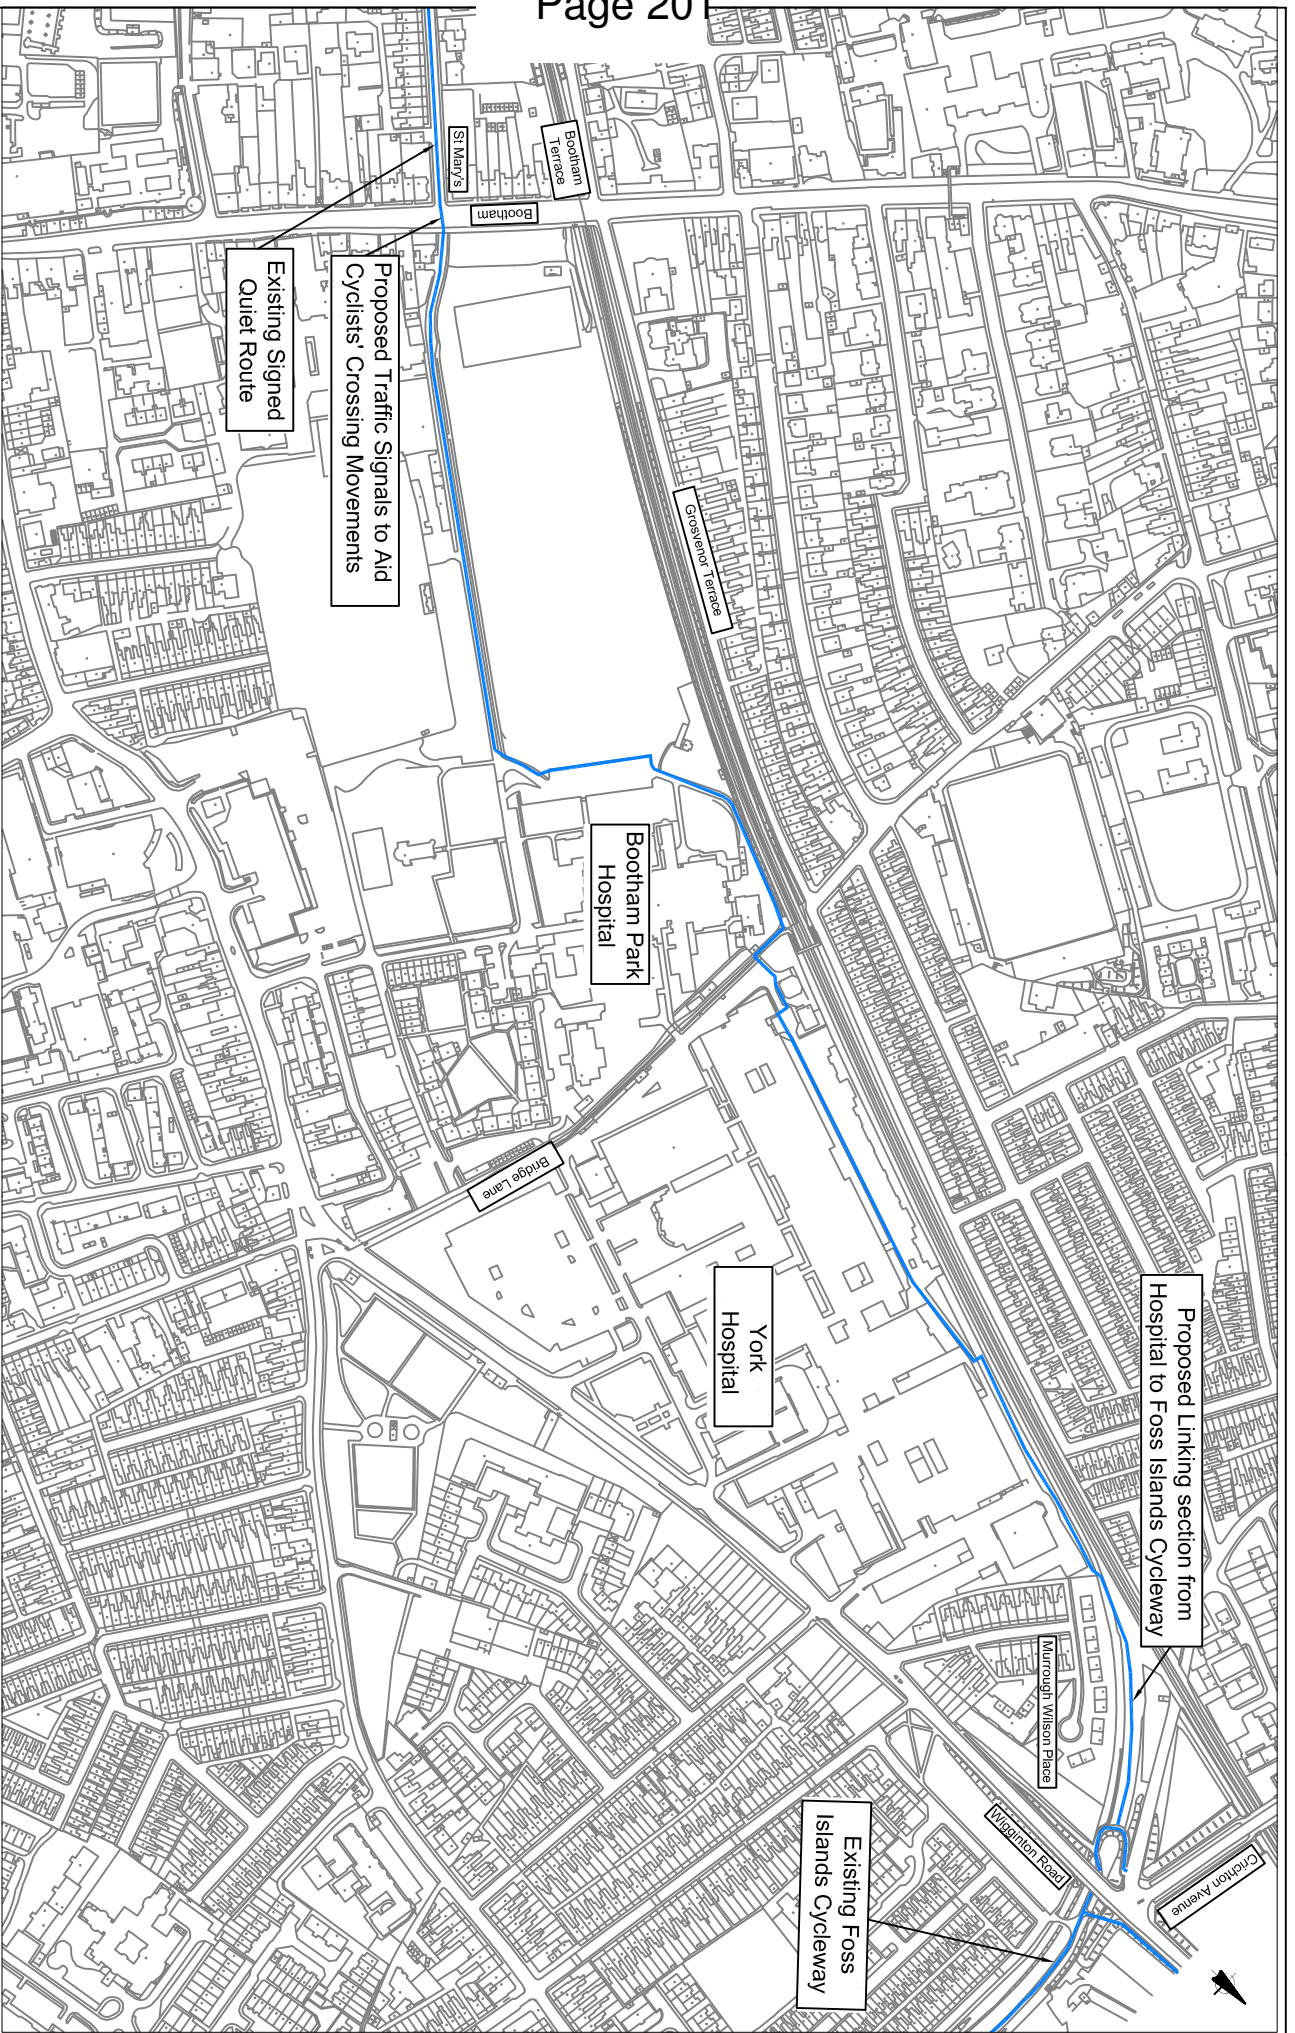 Page 201
St Mary's
Bootham
Terrace
Bootham
Existing Signed
Quiet Route
Proposed Traffic Signals to Aid
Cyclists' Crossing Movements
Grosvenor Terrace
Bootham Park
Hospital
Bridge Lane
York
Hospital
Proposed Linking section from
Hospital to Foss Islands Cycleway
Murrough Wilson Place
Wigginton Road
Crichton Avenue
Existing Foss
Islands Cycleway